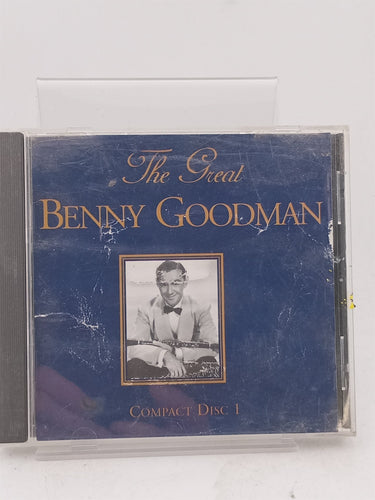 The Great
BENNY GOODMAN
COMPACT DISC 1